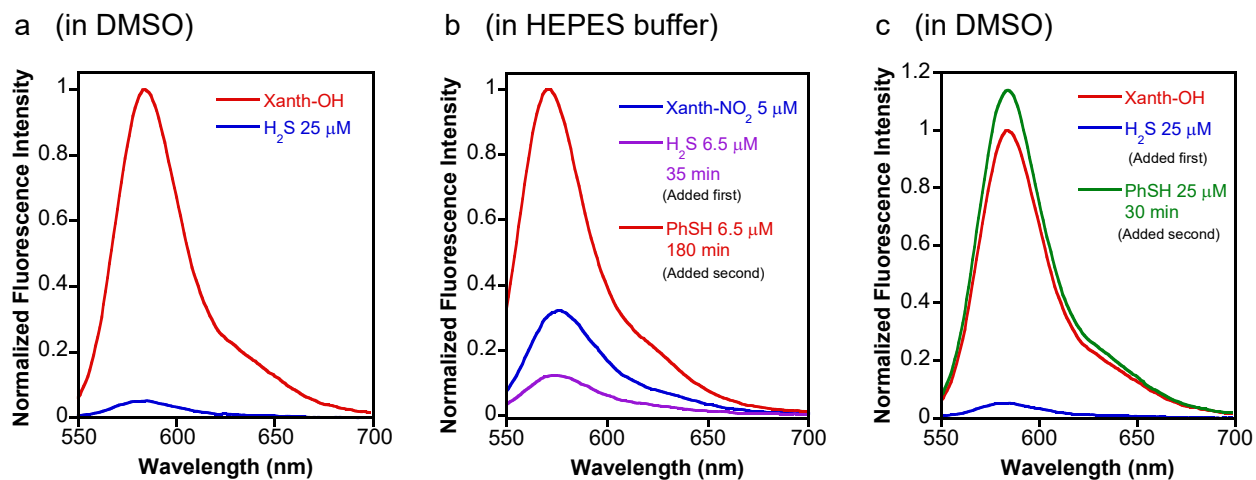 a (in DMSO)
Normalized Fluorescence Intensity
1
0.8
0.6
0.4
0.2
0
550
600
650
700
Wavelength (nm)
Xanth-OH
H₂S 25 μM
b (in HEPES buffer)
Normalized Fluorescence Intensity
1
0.8
0.6
0.4
0.2
0
550
600
650
700
Wavelength (nm)
Xanth-NO₂ 5 μM
H₂S 6.5 μM
35 min
(Added first)
PhSH 6.5 μM
180 min
(Added second)
c (in DMSO)
Normalized Fluorescence Intensity
1.2
1.0
0.8
0.6
0.4
0.2
0
550
600
650
700
Wavelength (nm)
Xanth-OH
H₂S 25 μM
(Added first)
PhSH 25 μM
30 min
(Added second)